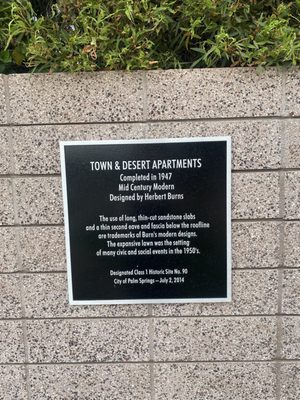 TOWN & DESERT APARTMENTS
Completed in 1947
Mid Century Modern
Designed by Herbert Burns
The use of long, thin-cut sandstone slabs
and a thin second eave and fascia below the roofline
are trademarks of Burn's modern designs.
The expansive lawn was the setting
of many civic and social events in the 1950's.
Designated Class 1 Historic Site No. 90
City of Palm Springs – July 2, 2014